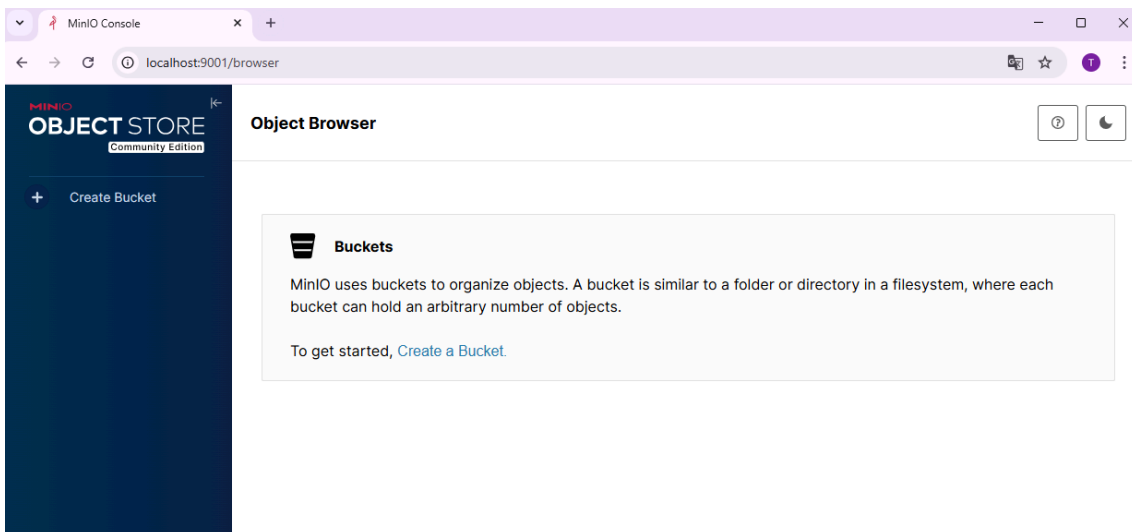 MinIO Console
localhost:9001/browser
T
MINIO
OBJECT STORE
Community Edition
Create Bucket
Object Browser
Buckets
MinIO uses buckets to organize objects. A bucket is similar to a folder or directory in a filesystem, where each
bucket can hold an arbitrary number of objects.
To get started, Create a Bucket.